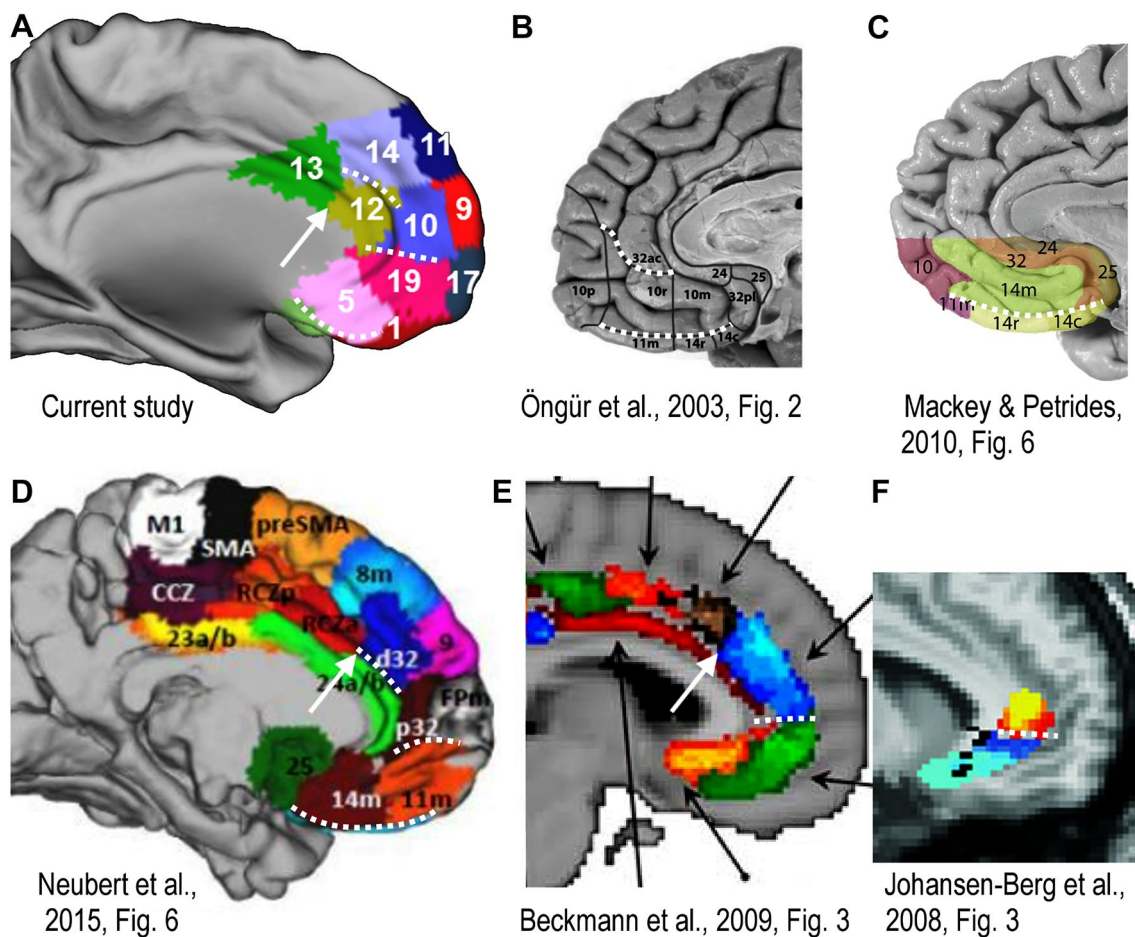 A
11
14
13
9
12
10
19
17
5
1
Current study
B
32ac
24
25
10p
10r
10m
32pl
11m
14r
14c
Öngür et al., 2003, Fig. 2
C
24
10
32
25
14m
11m
14r
14c
Mackey & Petrides,
2010, Fig. 6
D
M1
preSMA
SMA
8m
CCZ
RCZp
RCZa
9
23a/b
d32
24a/b
FPm
p32
25
14m
11m
Neubert et al.,
2015, Fig. 6
E
Beckmann et al., 2009, Fig. 3
F
Johansen-Berg et al.,
2008, Fig. 3